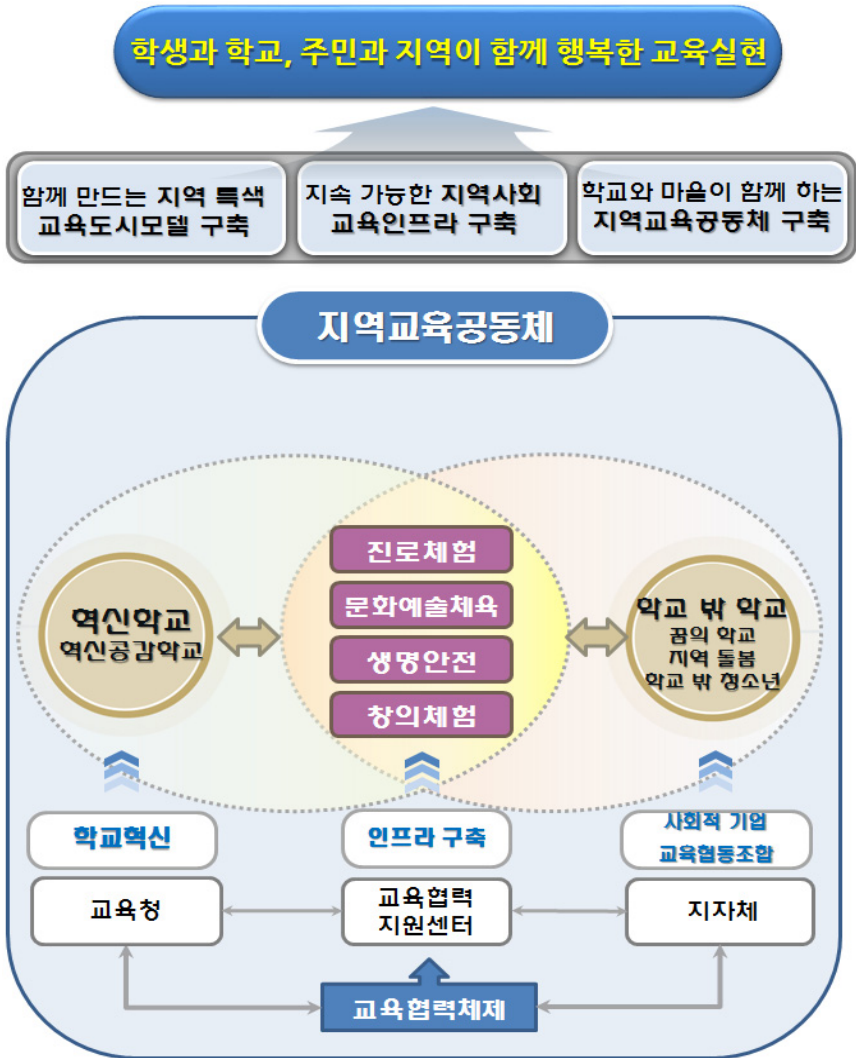 학생과 학교, 주민과 지역이 함께 행복한 교육실현
함께 만드는 지역 특색
교육도시모델 구축
지속 가능한 지역사회
교육인프라 구축
학교와 마을이 함께 하는
지역교육공동체 구축
지역교육공동체
혁신학교
혁신공감학교
진로체험
문화예술체육
생명안전
창의체험
학교 밖 학교
꿈의 학교
지역 돌봄
학교 밖 청소년
학교혁신
인프라 구축
사회적 기업
교육협동조합
교육청
교육협력
지원센터
지자체
교육협력체제